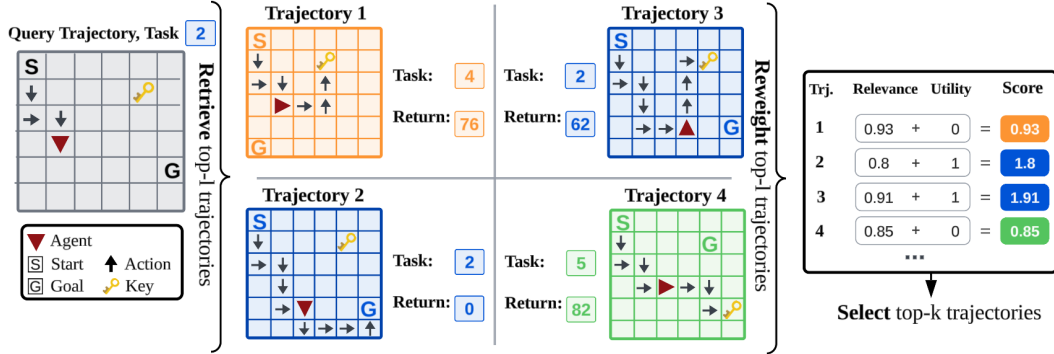 Query Trajectory, Task 2
S
G
Agent
S Start
Action
G Goal
Key
Retrieve top-l trajectories
Trajectory 1
S
G
Task: 4
Return: 76
Trajectory 3
S
G
Task: 2
Return: 62
Trajectory 2
S
G
Task: 2
Return: 0
Trajectory 4
S
G
Task: 5
Return: 82
Reweight top-l trajectories
Trj. Relevance Utility Score
1 0.93 + 0 = 0.93
2 0.8 + 1 = 1.8
3 0.91 + 1 = 1.91
4 0.85 + 0 = 0.85
...
Select top-k trajectories